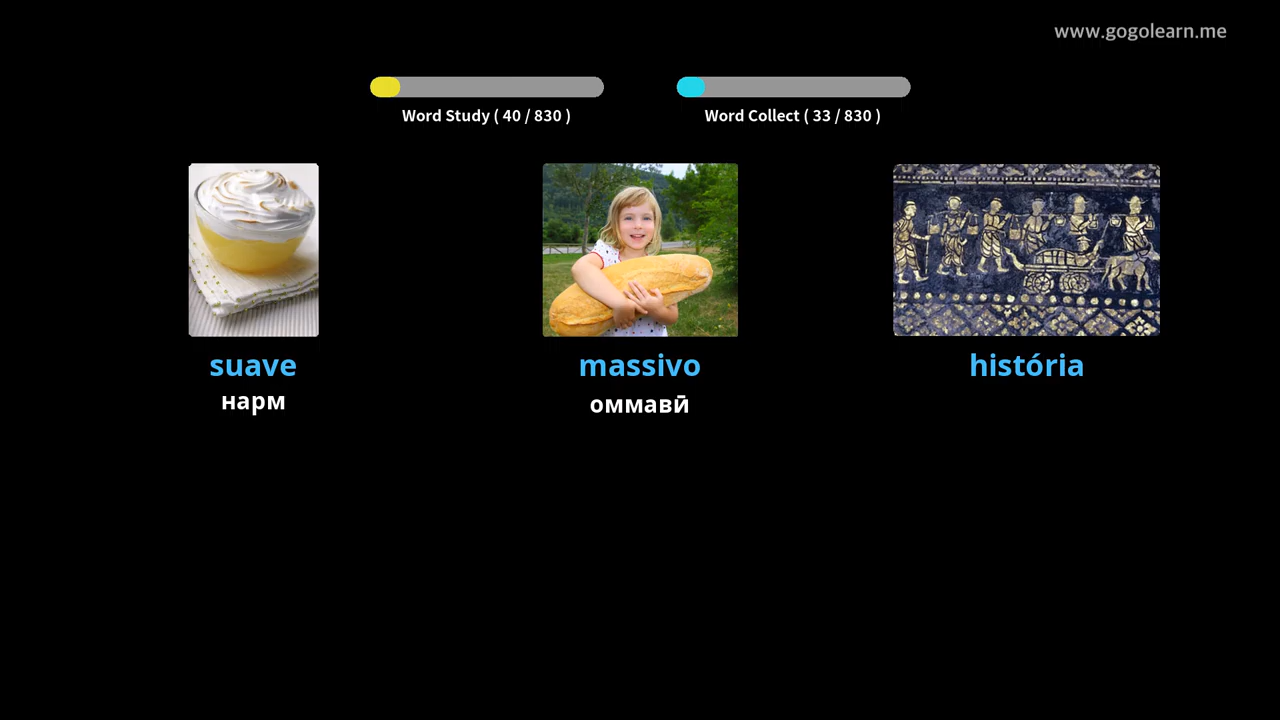 www.gogolearn.me
Word Study ( 40 / 830 )
Word Collect ( 33 / 830 )
suave
massivo
história
нарм
оммавӣ